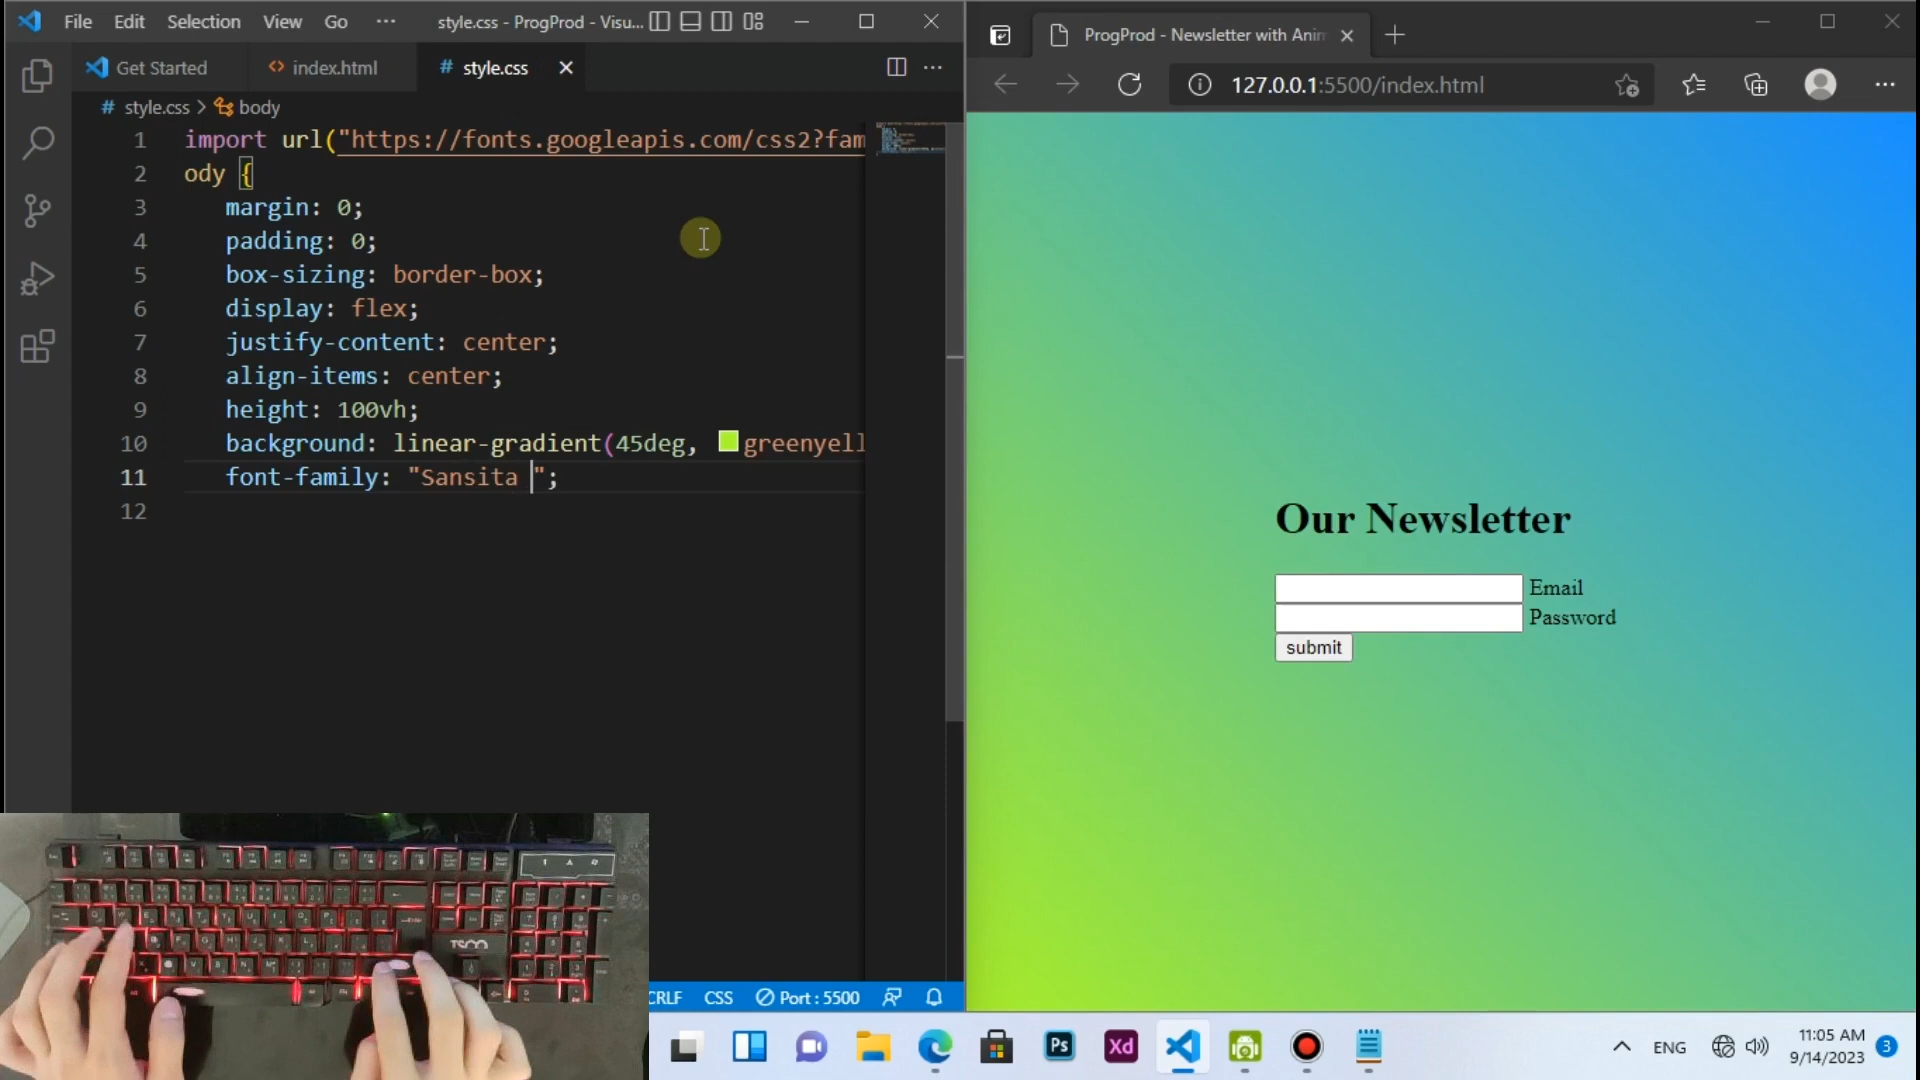 File Edit Selection View Go ··· style.css - ProgProd - Visu...
Get Started index.html # style.css
# style.css > body
1 import url("https://fonts.googleapis.com/css2?fam
2 ody {
3 margin: 0;
4 padding: 0;
5 box-sizing: border-box;
6 display: flex;
7 justify-content: center;
8 align-items: center;
9 height: 100vh;
10 background: linear-gradient(45deg, greenyell
11 font-family: "Sansita ";
12
CRLF CSS Port : 5500
ProgProd - Newsletter with Anim
127.0.0.1:5500/index.html
Our Newsletter
Email
Password
submit
TSCO
Ps Xd
ENG
11:05 AM
9/14/2023
3